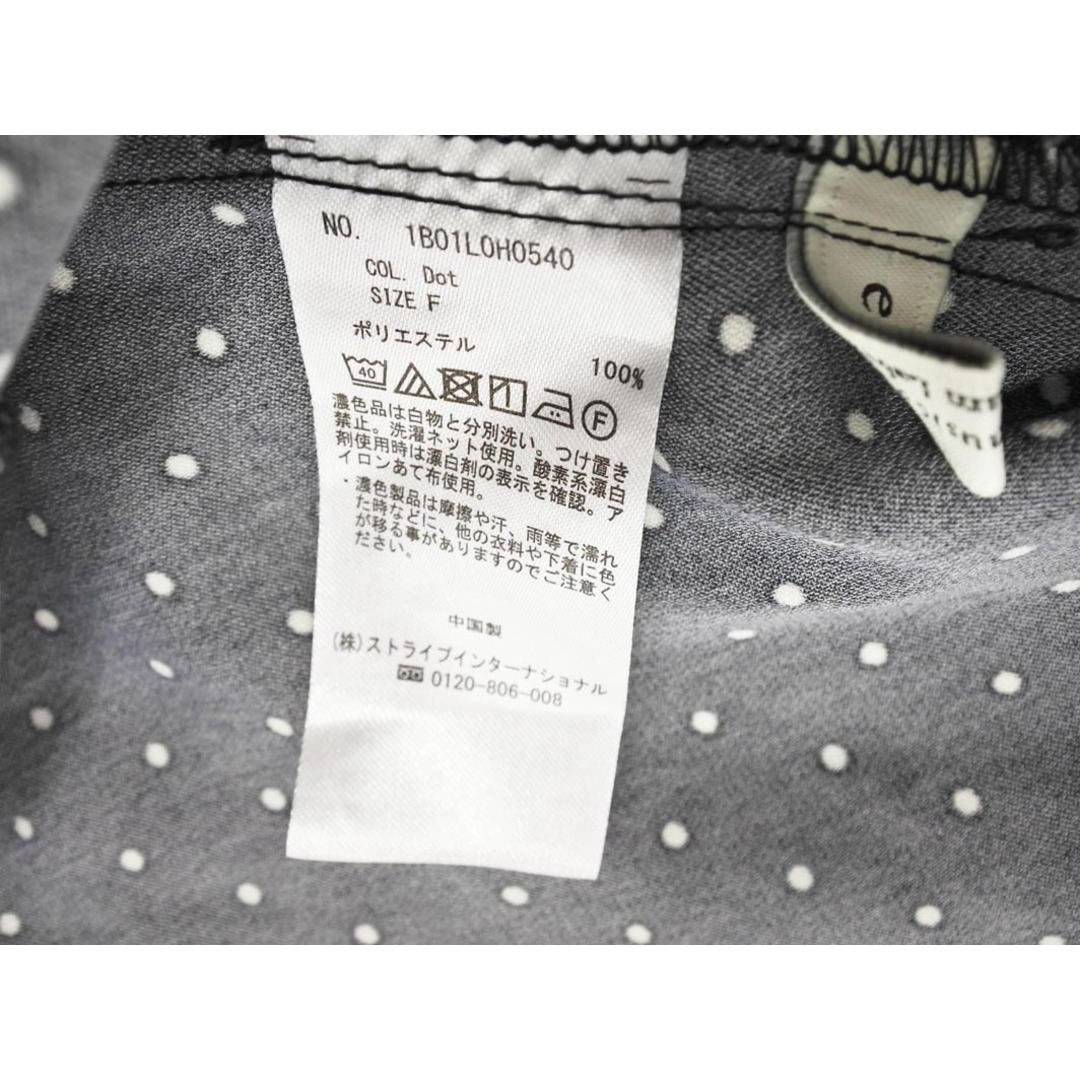 NO. 1B01L0H0540
COL. Dot
SIZE F
ポリエステル
100%
40
F
濃色品は白物と分別洗い。つけ置き
禁止。洗濯ネット使用。酸素系漂白
剤使用時は漂白剤の表示を確認。ア
イロンあて布使用。
・濃色製品は摩擦や汗、雨等で濡れ
た時などに、他の衣料や下着に色
が移る事がありますのでご注意く
ださい。
中国製
(株)ストライプインターナショナル
0120-806-008
e